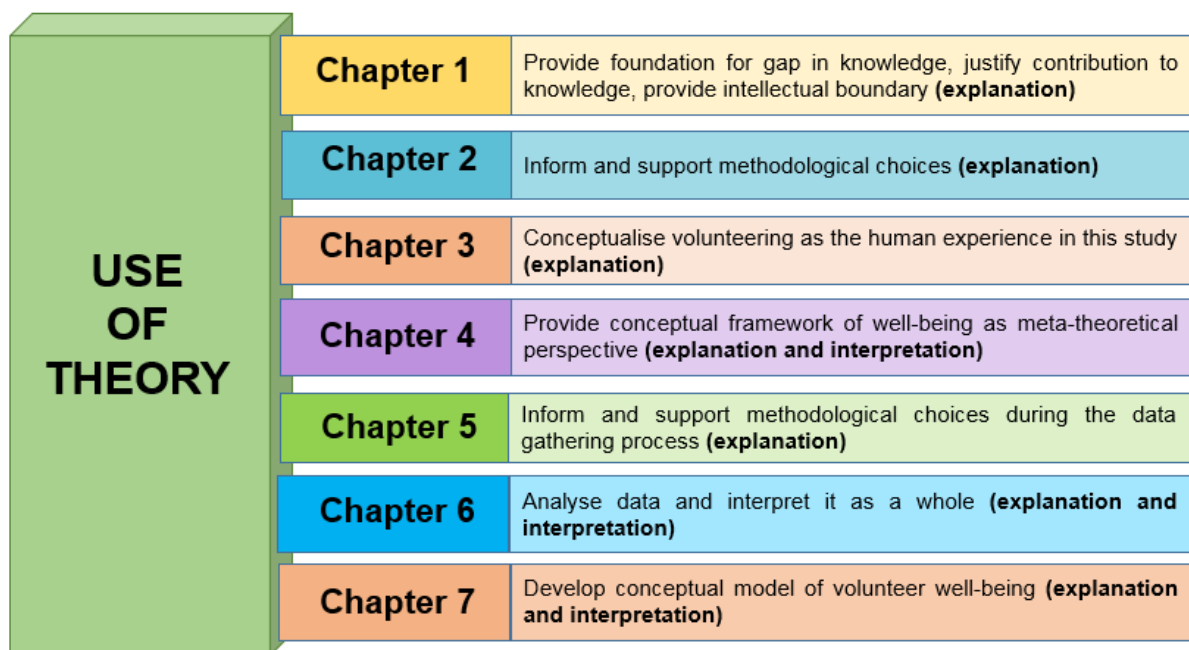 USE
OF
THEORY
Chapter 1
Provide foundation for gap in knowledge, justify contribution to
knowledge, provide intellectual boundary (explanation)
Chapter 2
Inform and support methodological choices (explanation)
Chapter 3
Conceptualise volunteering as the human experience in this study
(explanation)
Chapter 4
Provide conceptual framework of well-being as meta-theoretical
perspective (explanation and interpretation)
Chapter 5
Inform and support methodological choices during the data
gathering process (explanation)
Chapter 6
Analyse data and interpret it as a whole (explanation and
interpretation)
Chapter 7
Develop conceptual model of volunteer well-being (explanation
and interpretation)